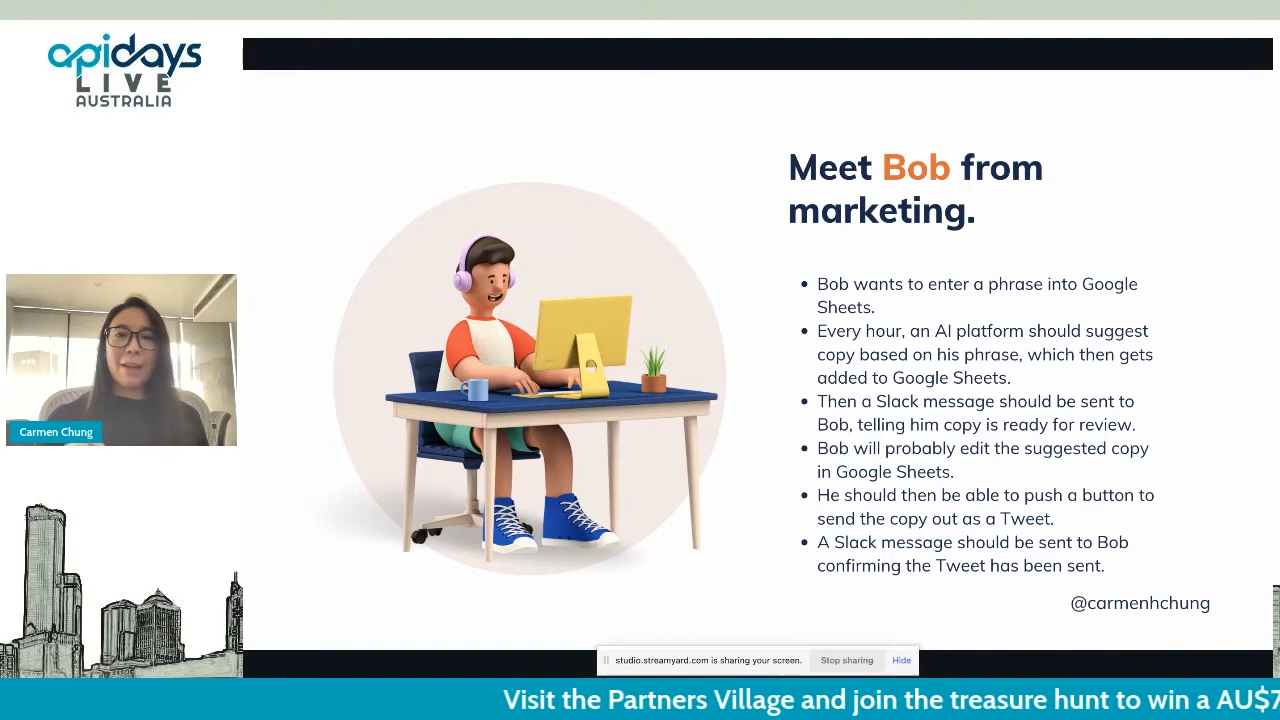 apidays
LIVE
AUSTRALIA
Meet Bob from
marketing.
Bob wants to enter a phrase into Google
Sheets.
Every hour, an AI platform should suggest
copy based on his phrase, which then gets
added to Google Sheets.
Then a Slack message should be sent to
Bob, telling him copy is ready for review.
Bob will probably edit the suggested copy
in Google Sheets.
He should then be able to push a button to
send the copy out as a Tweet.
A Slack message should be sent to Bob
confirming the Tweet has been sent.
@carmenhchung
Carmen Chung
studio.streamyard.com is sharing your screen. Stop sharing Hide
Visit the Partners Village and join the treasure hunt to win a AU$7